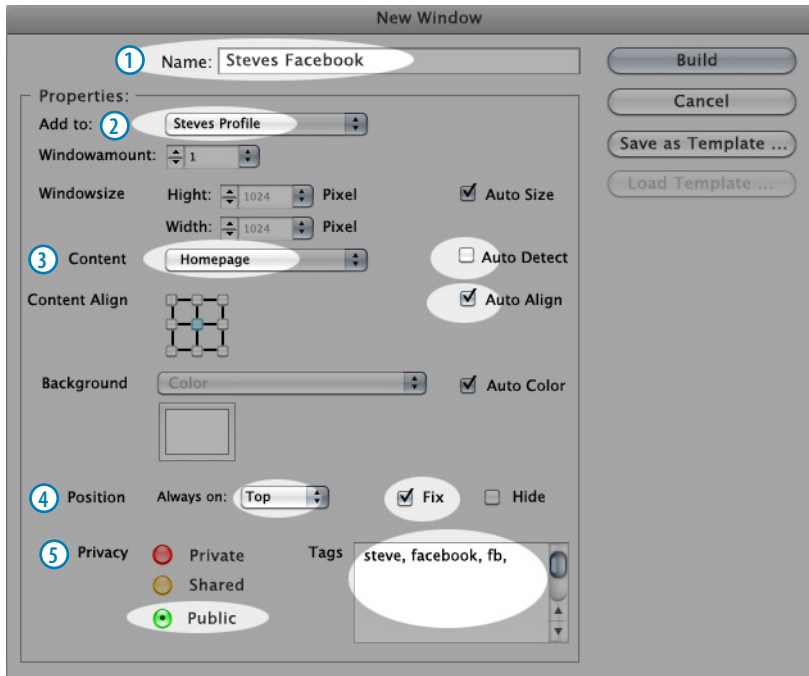 New Window
1 Name: Steves Facebook
Build
Properties:
Cancel
Add to: 2 Steves Profile
Save as Template ...
Windowamount: 1
Load Template ...
Windowsize Hight: 1024 Pixel Auto Size
Width: 1024 Pixel
3 Content Homepage Auto Detect
Content Align Auto Align
Background Color Auto Color
4 Position Always on: Top Fix Hide
5 Privacy Private Tags steve, facebook, fb,
Shared
Public